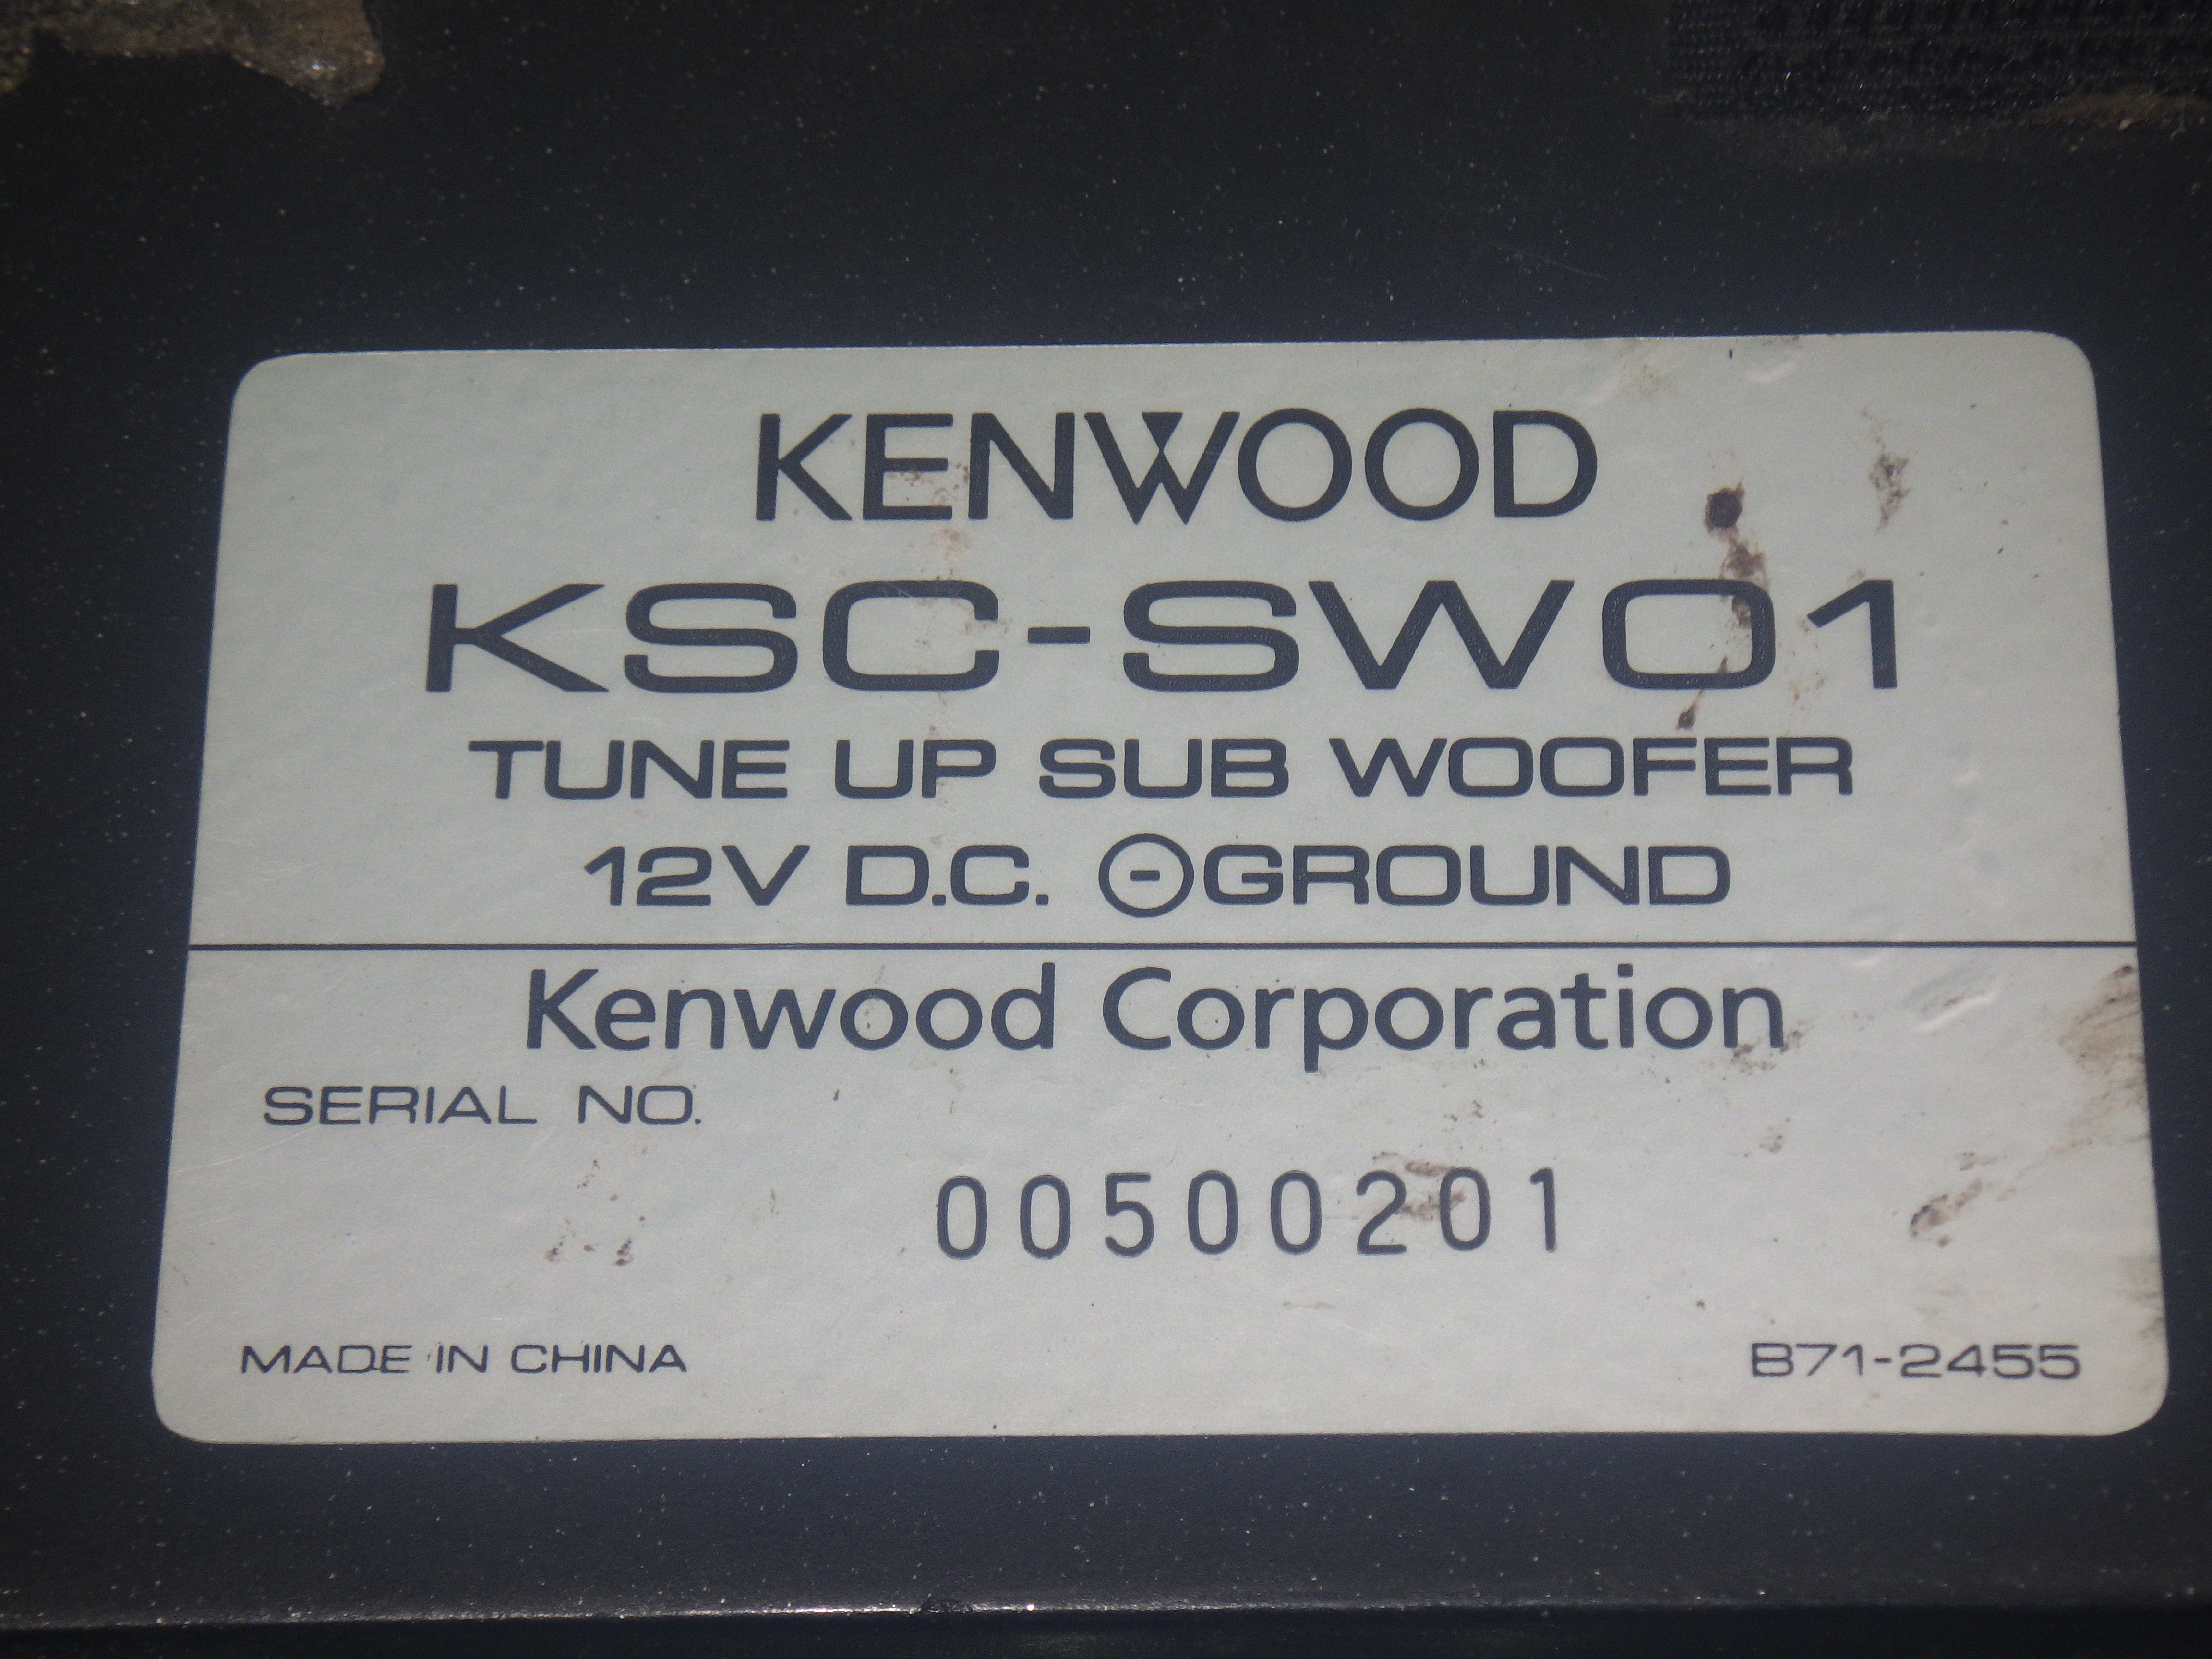 KENWOOD
KSC-SW01
TUNE UP SUB WOOFER
12V D.C. ⊖GROUND
Kenwood Corporation
SERIAL NO.
00500201
MADE IN CHINA B71-2455